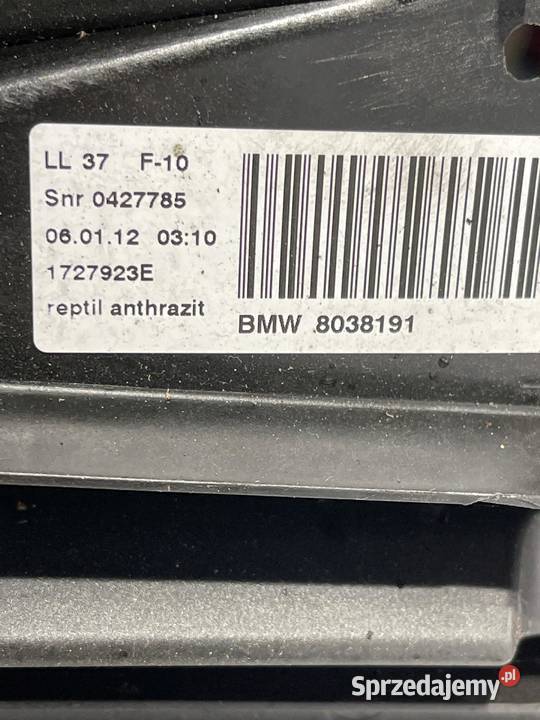 LL 37 F-10
Snr 0427785
06.01.12 03:10
1727923E
reptil anthrazit
BMW 8038191
Sprzedajemy.pl